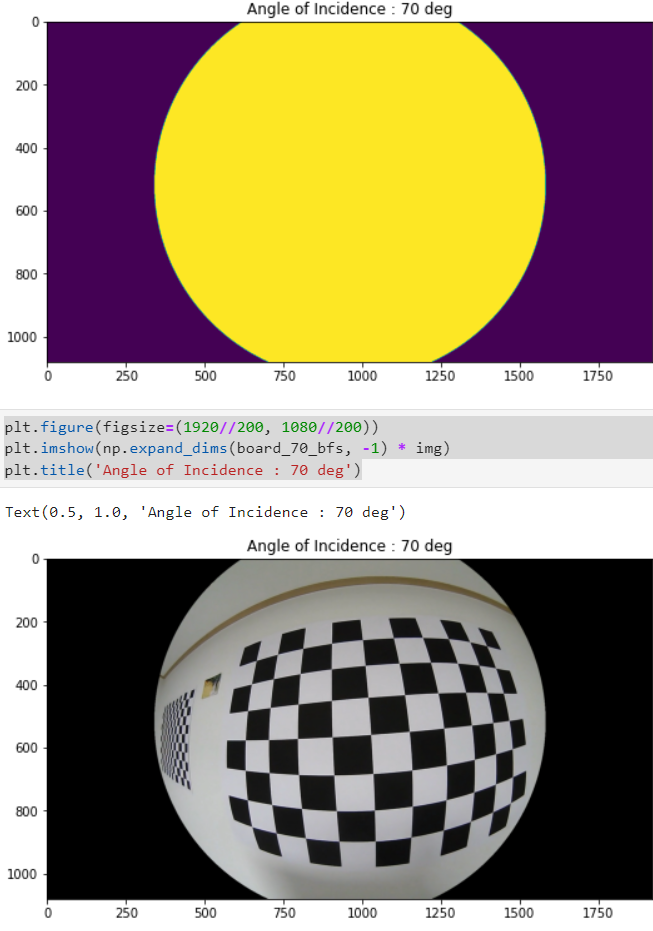 Angle of Incidence : 70 deg
0
200
400
600
800
1000
0 250 500 750 1000 1250 1500 1750
plt.figure(figsize=(1920//200, 1080//200))
plt.imshow(np.expand_dims(board_70_bfs, -1) * img)
plt.title('Angle of Incidence : 70 deg')
Text(0.5, 1.0, 'Angle of Incidence : 70 deg')
Angle of Incidence : 70 deg
0
200
400
600
800
1000
0 250 500 750 1000 1250 1500 1750